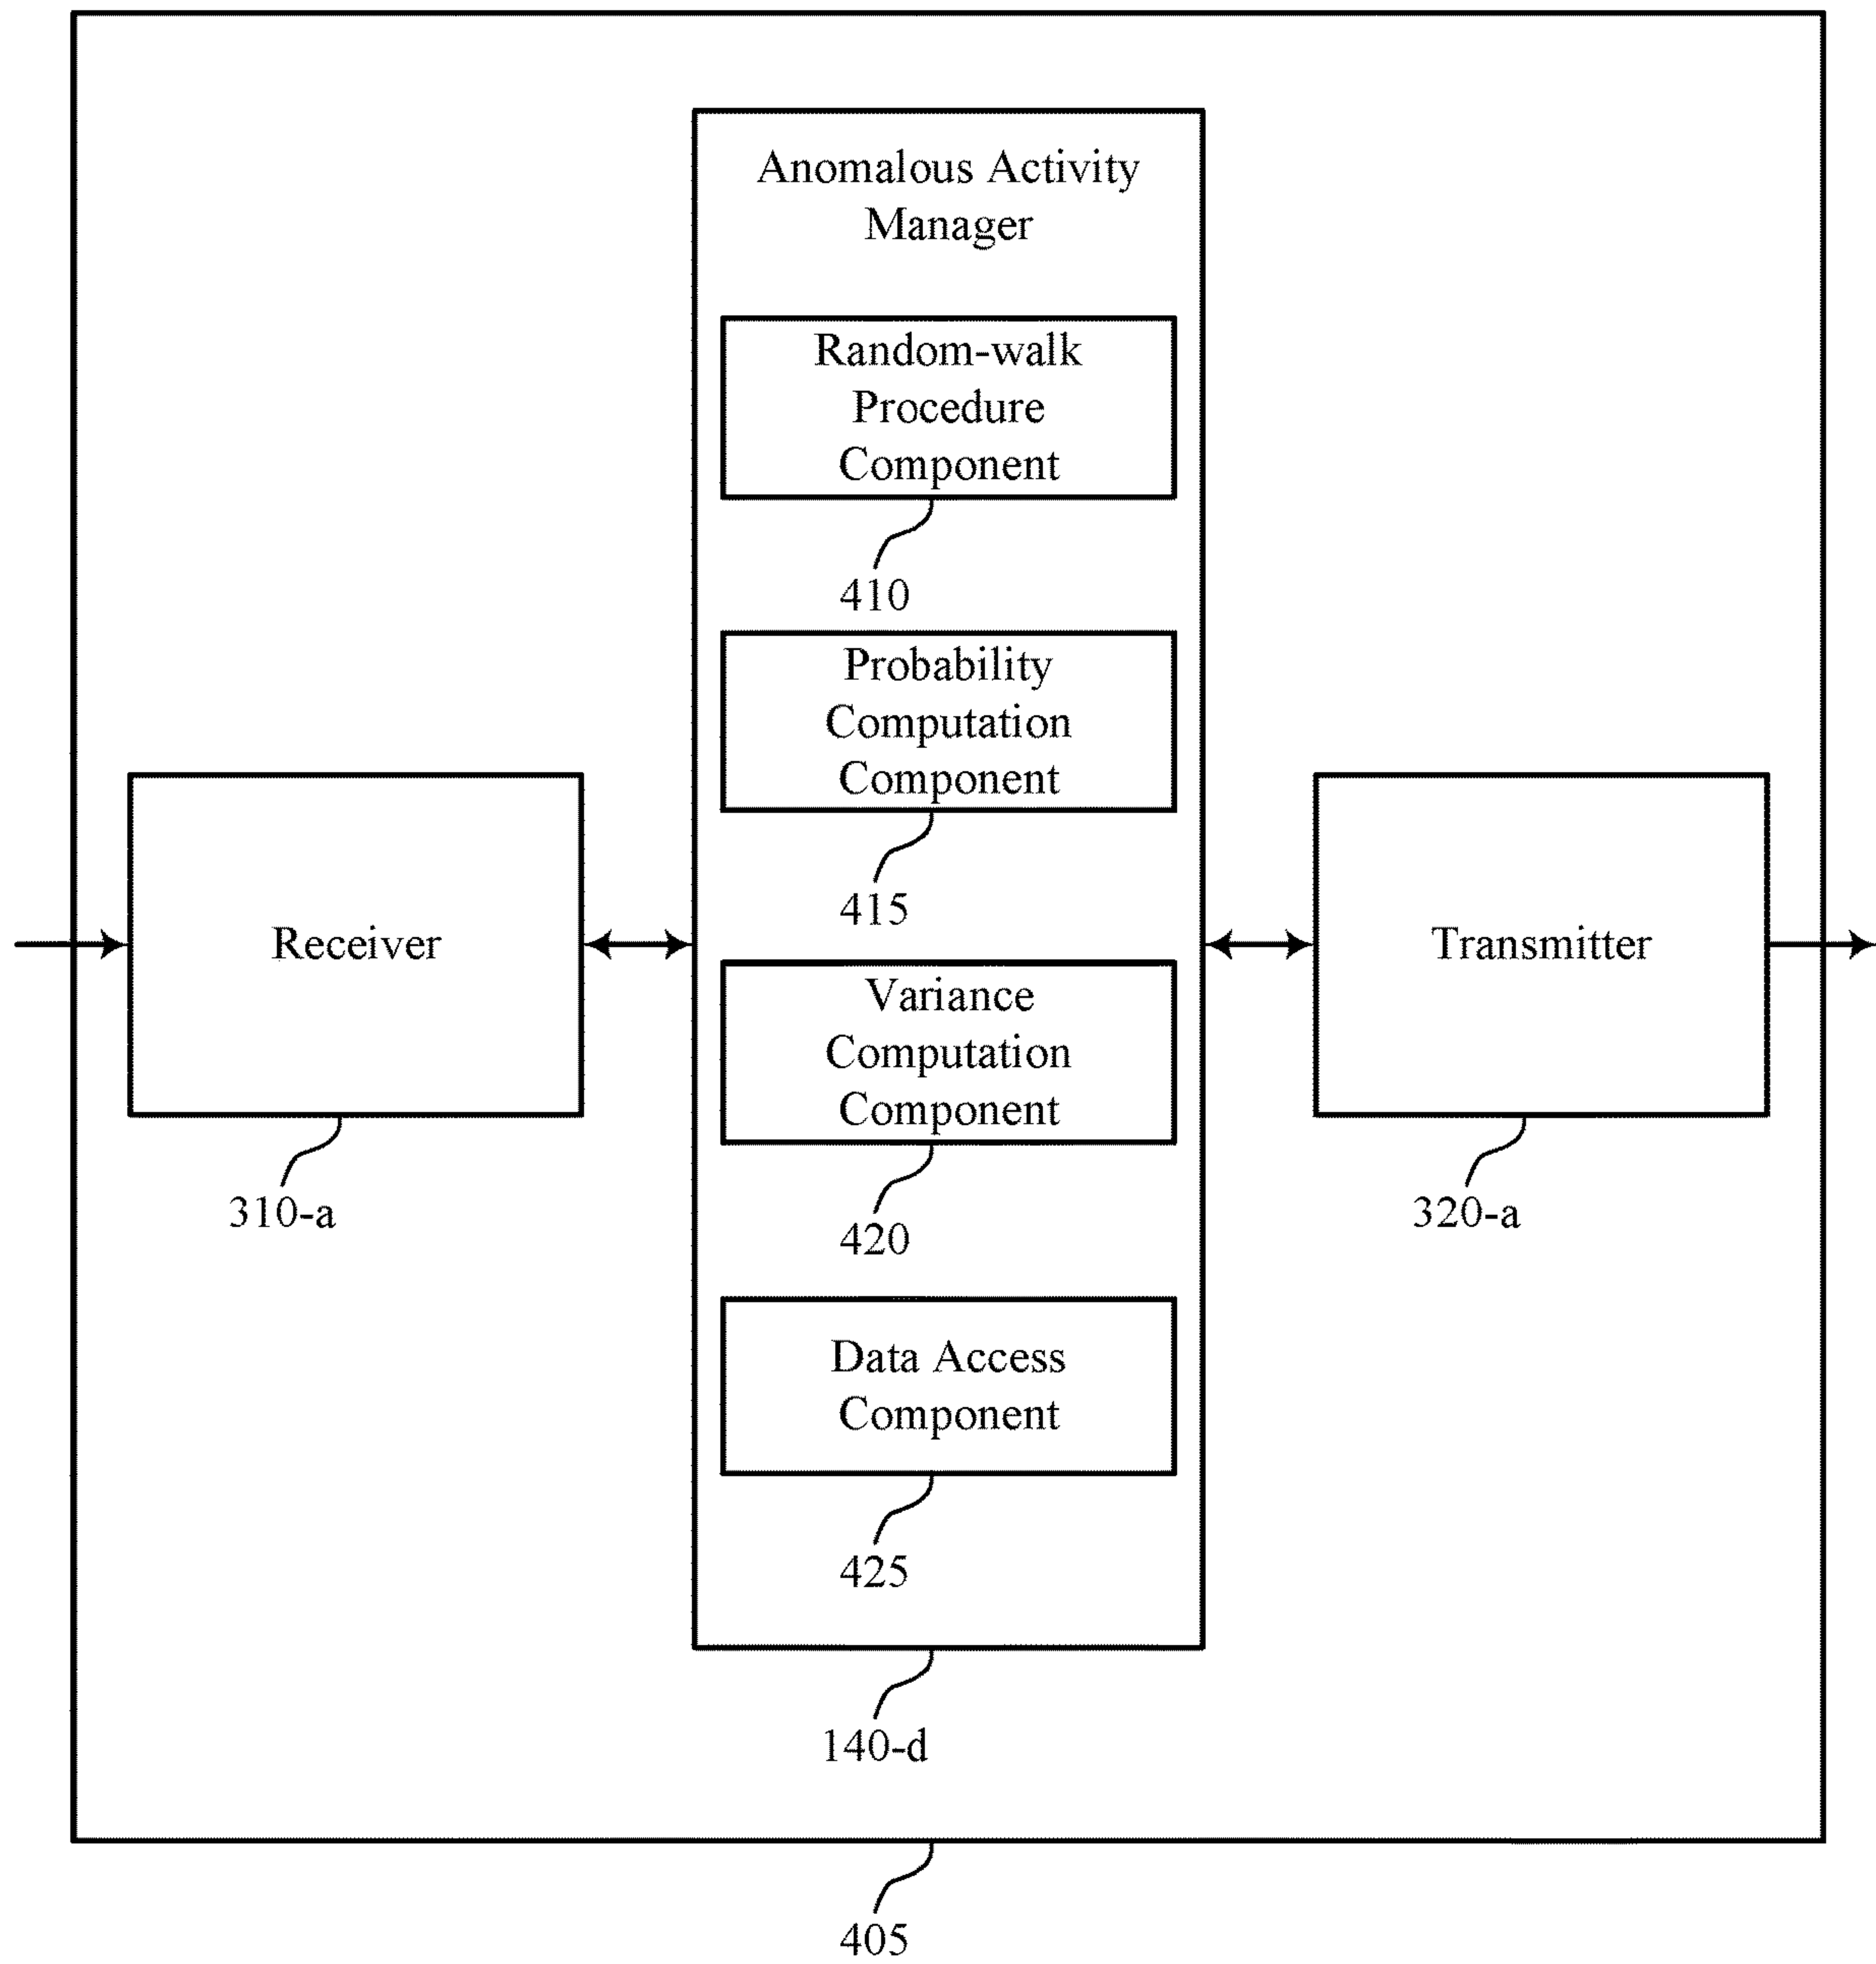 Anomalous Activity
Manager
Random-walk
Procedure
Component
410
Probability
Computation
Component
415
Receiver
310-a
Variance
Computation
Component
420
Transmitter
320-a
Data Access
Component
425
140-d
405